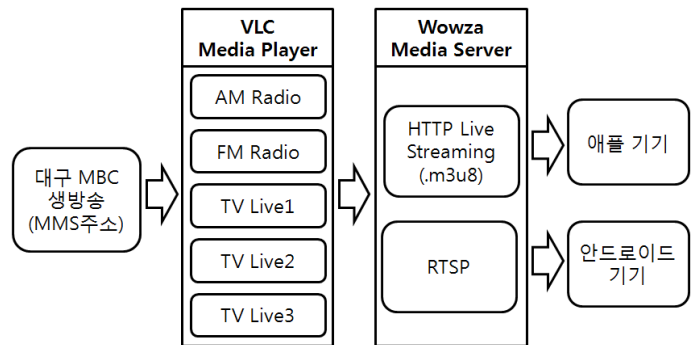 대구 MBC
생방송
(MMS주소)
VLC
Media Player
AM Radio
FM Radio
TV Live1
TV Live2
TV Live3
Wowza
Media Server
HTTP Live
Streaming
(.m3u8)
RTSP
애플 기기
안드로이드
기기